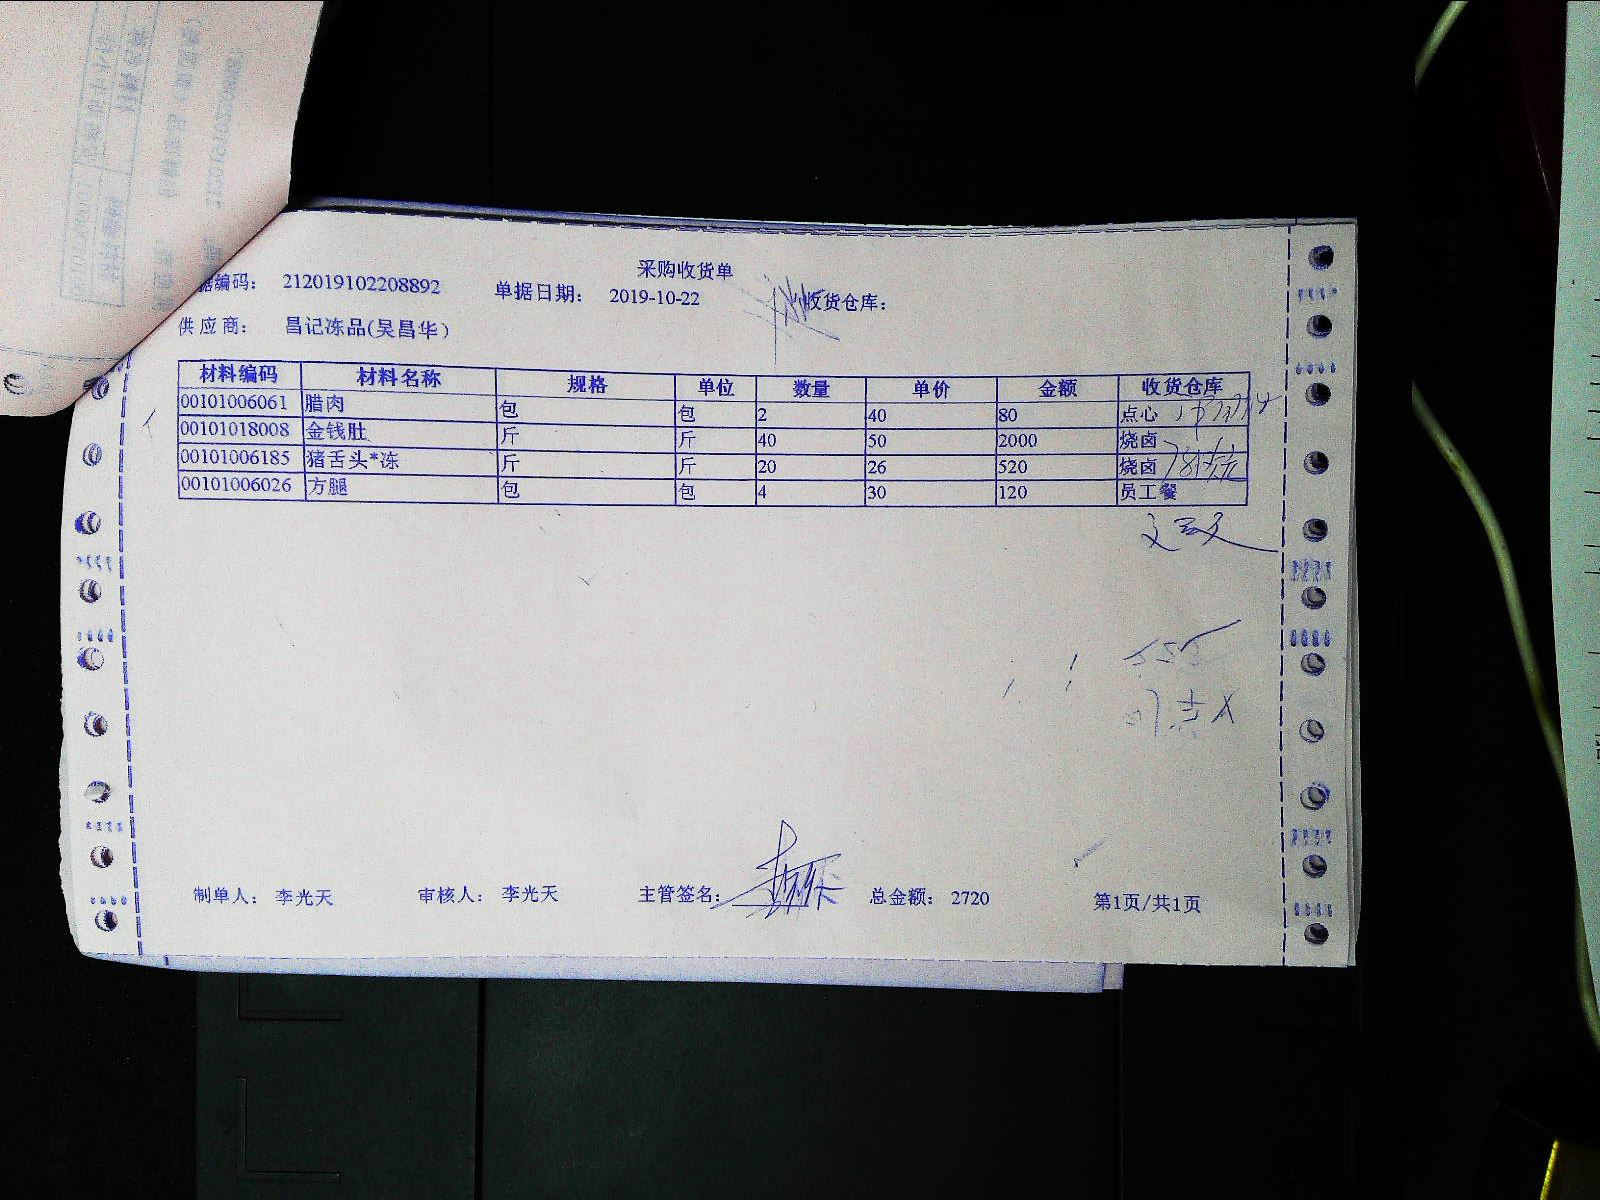 采购收货单
据编码： 212019102208892 单据日期： 2019-10-22 收货仓库：
供应商： 昌记冻品(吴昌华)
材料编码 材料名称 规格 单位 数量 单价 金额 收货仓库
00101006061 腊肉 包 包 2 40 80 点心
00101018008 金钱肚 斤 斤 40 50 2000 烧卤
00101006185 猪舌头*冻 斤 斤 20 26 520 烧卤
00101006026 方腿 包 包 4 30 120 员工餐
制单人： 李光天 审核人： 李光天 主管签名： 总金额： 2720 第1页/共1页